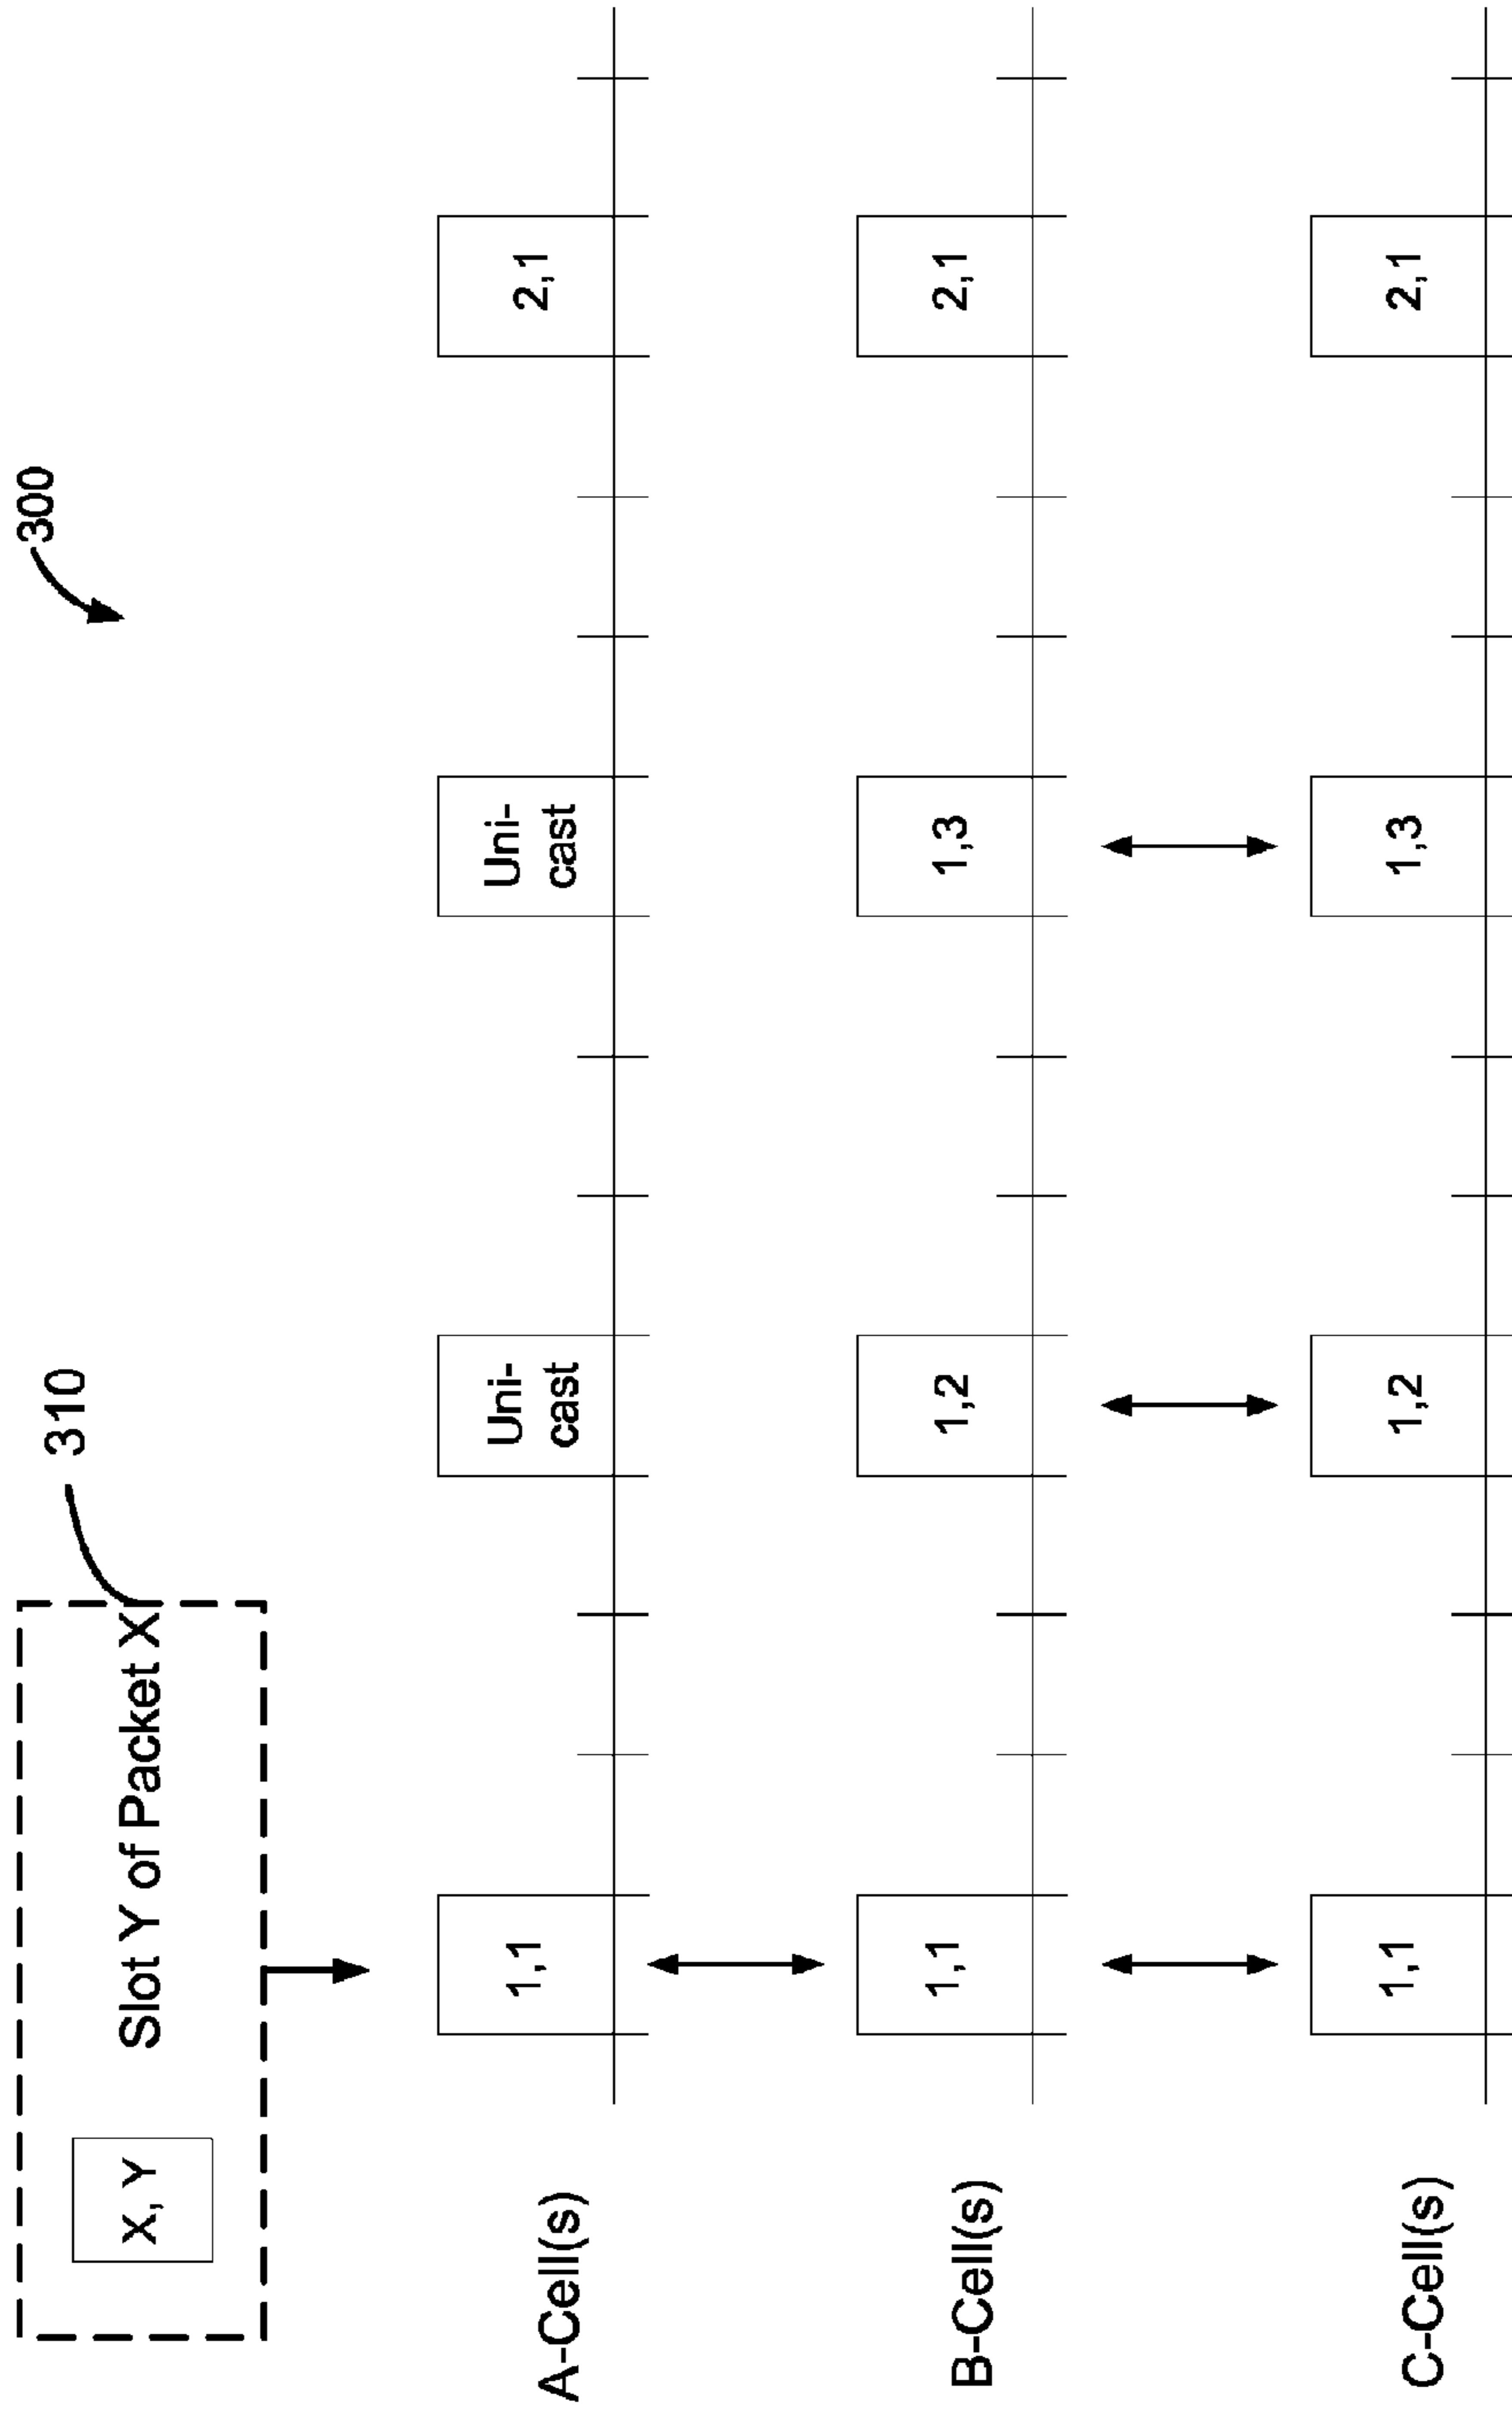 300
310
X, Y
Slot Y of Packet X
A-Cell(s)
1,1
Uni-
cast
Uni-
cast
2,1
B-Cell(s)
1,1
1,2
1,3
2,1
C-Cell(s)
1,1
1,2
1,3
2,1